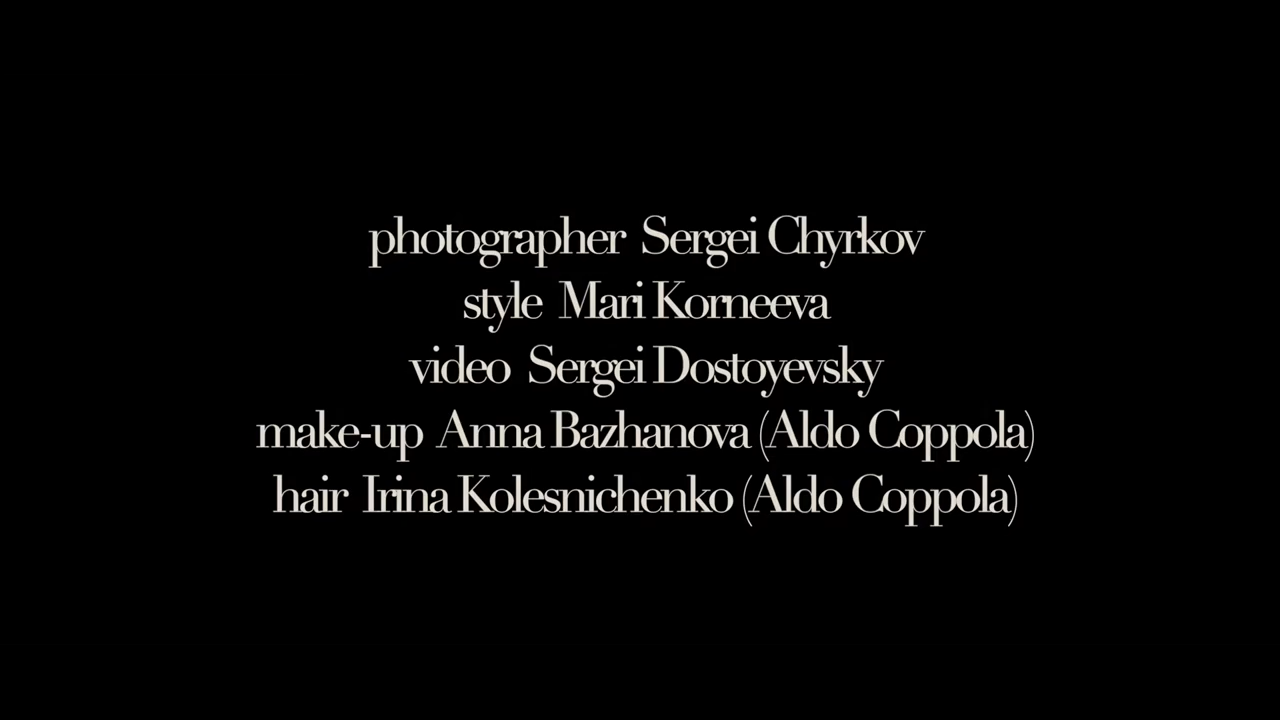 photographer Sergei Chyrkov
style Mari Korneeva
video Sergei Dostoyevsky
make-up Anna Bazhanova (Aldo Coppola)
hair Irina Kolesnichenko (Aldo Coppola)